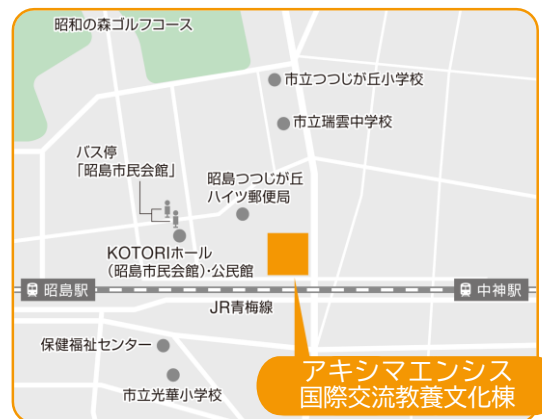 昭和の森ゴルフコース
市立つつじが丘小学校
市立瑞雲中学校
バス停
「昭島市民会館」
昭島つつじが丘
ハイツ郵便局
KOTORIホール
(昭島市民会館)・公民館
昭島駅
中神駅
JR青梅線
保健福祉センター
市立光華小学校
アキシマエンシス
国際交流教養文化棟